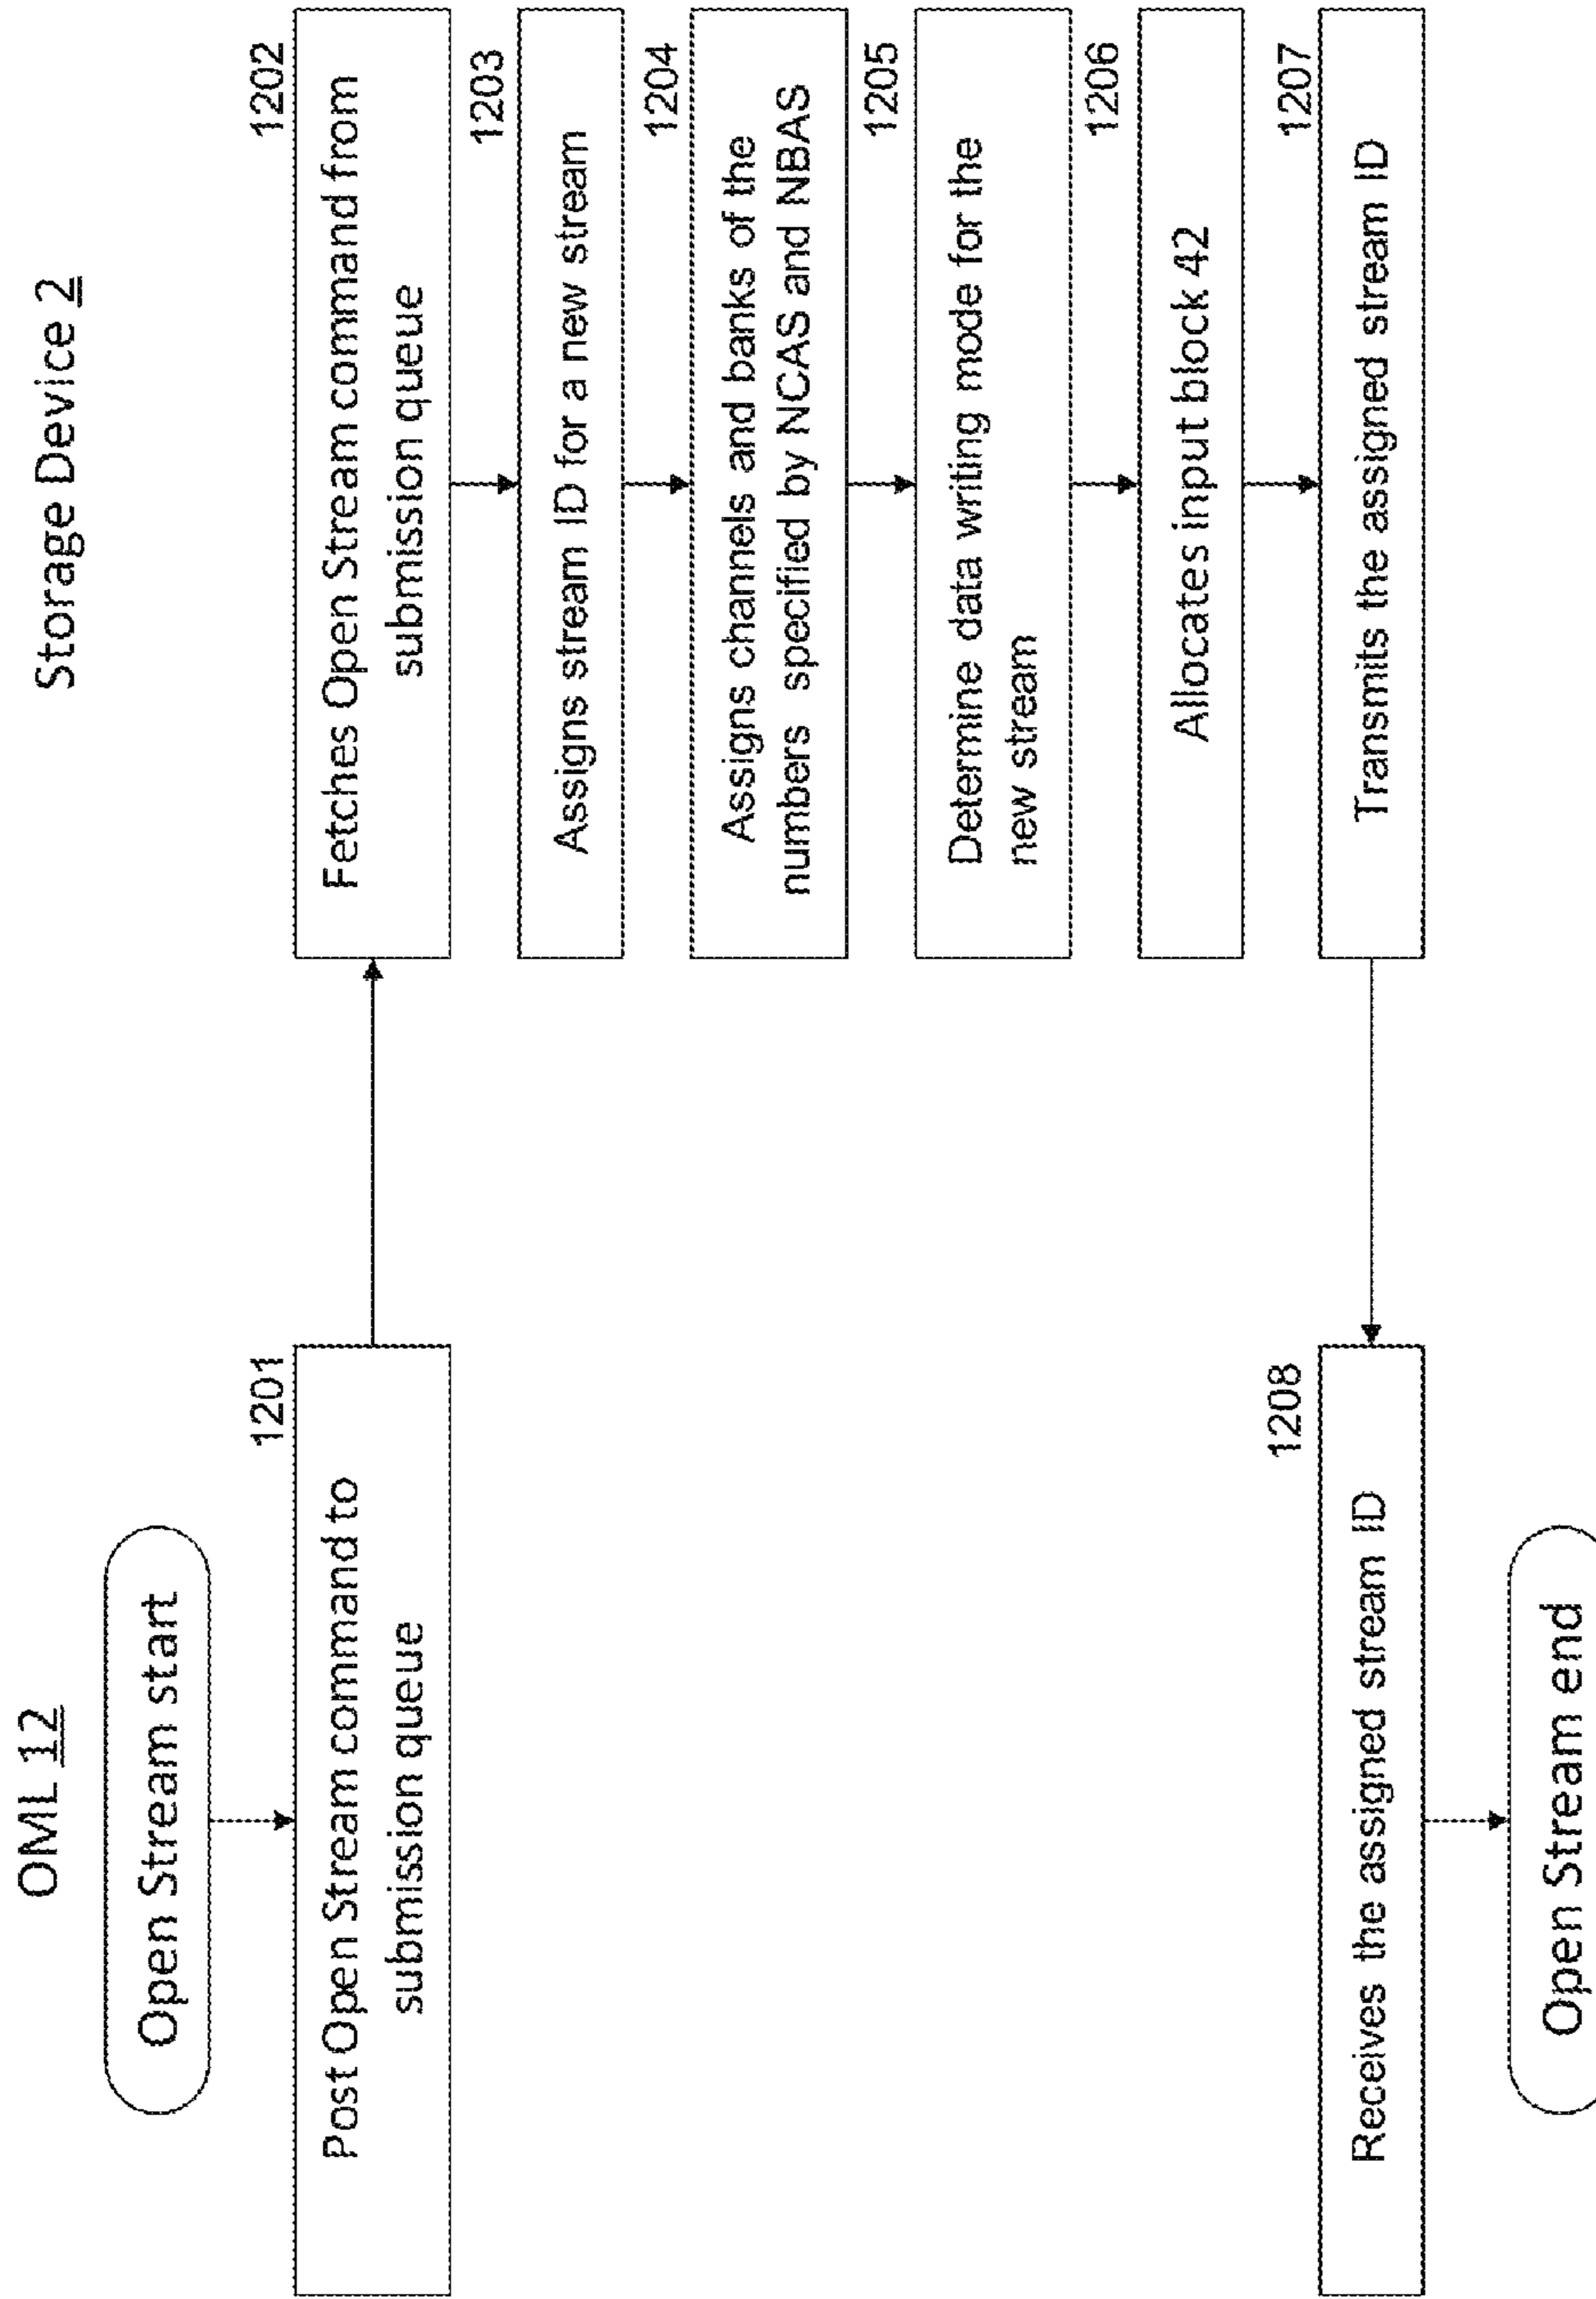 OML 12
Storage Device 2
Open Stream start
1201
Post Open Stream command to
submission queue
1202
Fetches Open Stream command from
submission queue
1203
Assigns stream ID for a new stream
1204
Assigns channels and banks of the
numbers specified by NCAS and NBAS
1205
Determine data writing mode for the
new stream
1206
Allocates input block 42
1207
Transmits the assigned stream ID
1208
Receives the assigned stream ID
Open Stream end